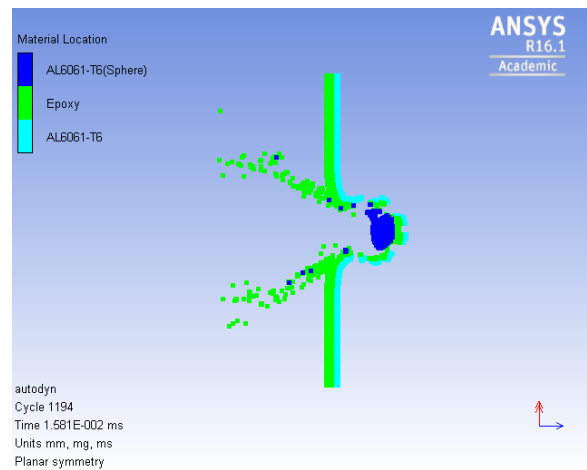 ANSYS
R16.1
Academic
Material Location
AL6061-T6(Sphere)
Epoxy
AL6061-T6
autodyn
Cycle 1194
Time 1.581E-002 ms
Units mm, mg, ms
Planar symmetry